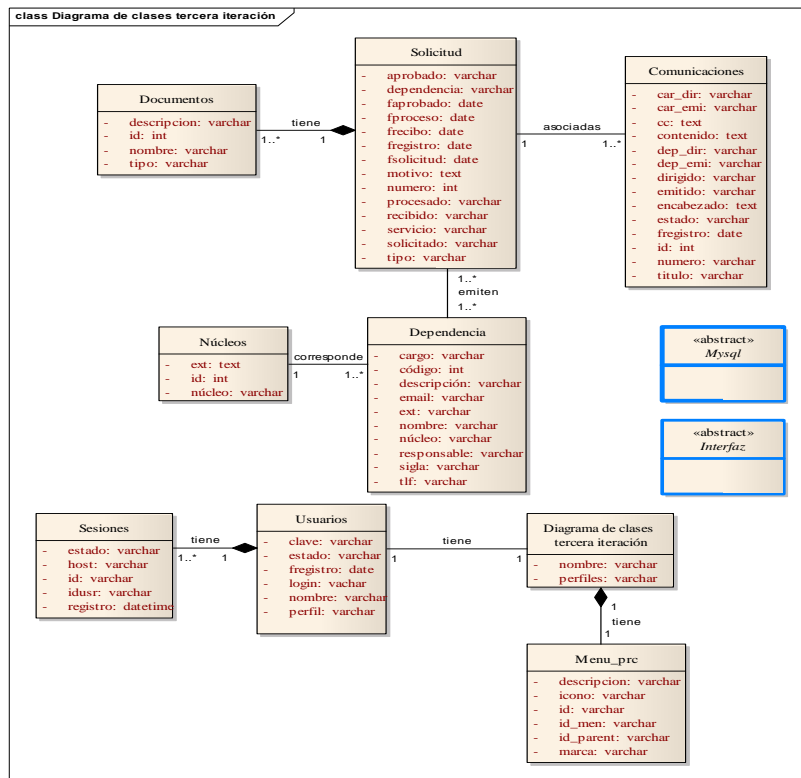 class Diagrama de clases tercera iteración
Solicitud
- aprobado: varchar
- dependencia: varchar
- faprobado: date
- fproceso: date
- frecibo: date
- fregistro: date
- fsolicitud: date
- motivo: text
- numero: int
- procesado: varchar
- recibido: varchar
- servicio: varchar
- solicitado: varchar
- tipo: varchar
Comunicaciones
- car_dir: varchar
- car_emi: varchar
- cc: text
- contenido: text
- dep_dir: varchar
- dep_emi: varchar
- dirigido: varchar
- emitido: varchar
- encabezado: text
- estado: varchar
- fregistro: date
- id: int
- numero: varchar
- titulo: varchar
Documentos
- descripcion: varchar
- id: int
- nombre: varchar
- tipo: varchar
tiene
1..*
1
asociadas
1
1..*
1..*
emiten
1..*
Núcleos
- ext: text
- id: int
- núcleo: varchar
corresponde
1
1..*
Dependencia
- cargo: varchar
- código: int
- descripción: varchar
- email: varchar
- ext: varchar
- nombre: varchar
- núcleo: varchar
- responsable: varchar
- sigla: varchar
- tlf: varchar
«abstract»
Mysql
«abstract»
Interfaz
Sesiones
- estado: varchar
- host: varchar
- id: varchar
- idusr: varchar
- registro: datetime
tiene
1..*
1
Usuarios
- clave: varchar
- estado: varchar
- fregistro: date
- login: vachar
- nombre: varchar
- perfil: varchar
tiene
1
1
Diagrama de clases
tercera iteración
- nombre: varchar
- perfiles: varchar
1
tiene
1
Menu_prc
- descripcion: varchar
- icono: varchar
- id: varchar
- id_men: varchar
- id_parent: varchar
- marca: varchar